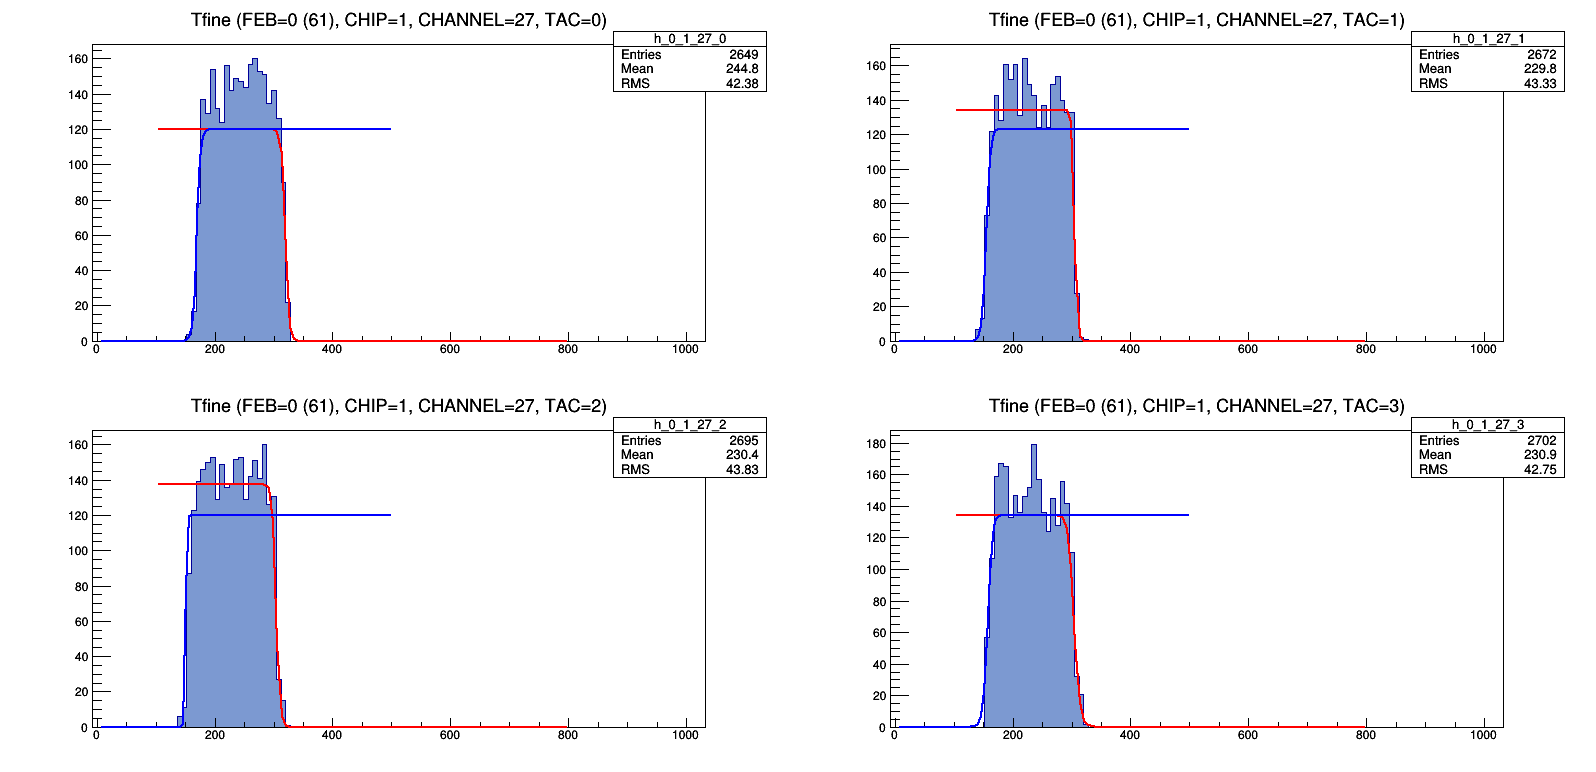 Tfine (FEB=0 (61), CHIP=1, CHANNEL=27, TAC=0)
h_0_1_27_0
Entries 2649
Mean 244.8
RMS 42.38
160
140
120
100
80
60
40
20
0
0 200 400 600 800 1000
Tfine (FEB=0 (61), CHIP=1, CHANNEL=27, TAC=1)
h_0_1_27_1
Entries 2672
Mean 229.8
RMS 43.33
160
140
120
100
80
60
40
20
0
0 200 400 600 800 1000
Tfine (FEB=0 (61), CHIP=1, CHANNEL=27, TAC=2)
h_0_1_27_2
Entries 2695
Mean 230.4
RMS 43.83
160
140
120
100
80
60
40
20
0
0 200 400 600 800 1000
Tfine (FEB=0 (61), CHIP=1, CHANNEL=27, TAC=3)
h_0_1_27_3
Entries 2702
Mean 230.9
RMS 42.75
180
160
140
120
100
80
60
40
20
0
0 200 400 600 800 1000